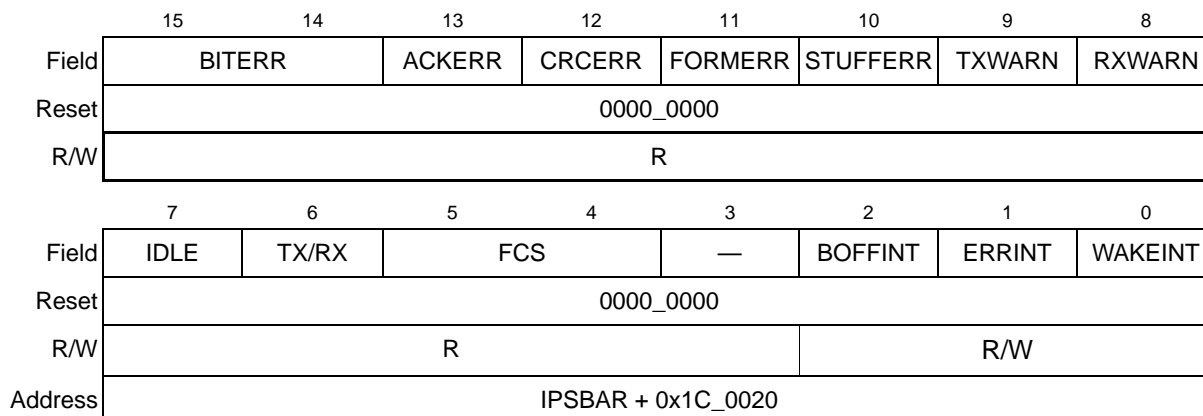 15 14 13 12 11 10 9 8
Field BITERR ACKERR CRCERR FORMERR STUFFERR TXWARN RXWARN
Reset 0000_0000
R/W R
7 6 5 4 3 2 1 0
Field IDLE TX/RX FCS — BOFFINT ERRINT WAKEINT
Reset 0000_0000
R/W R R/W
Address IPSBAR + 0x1C_0020